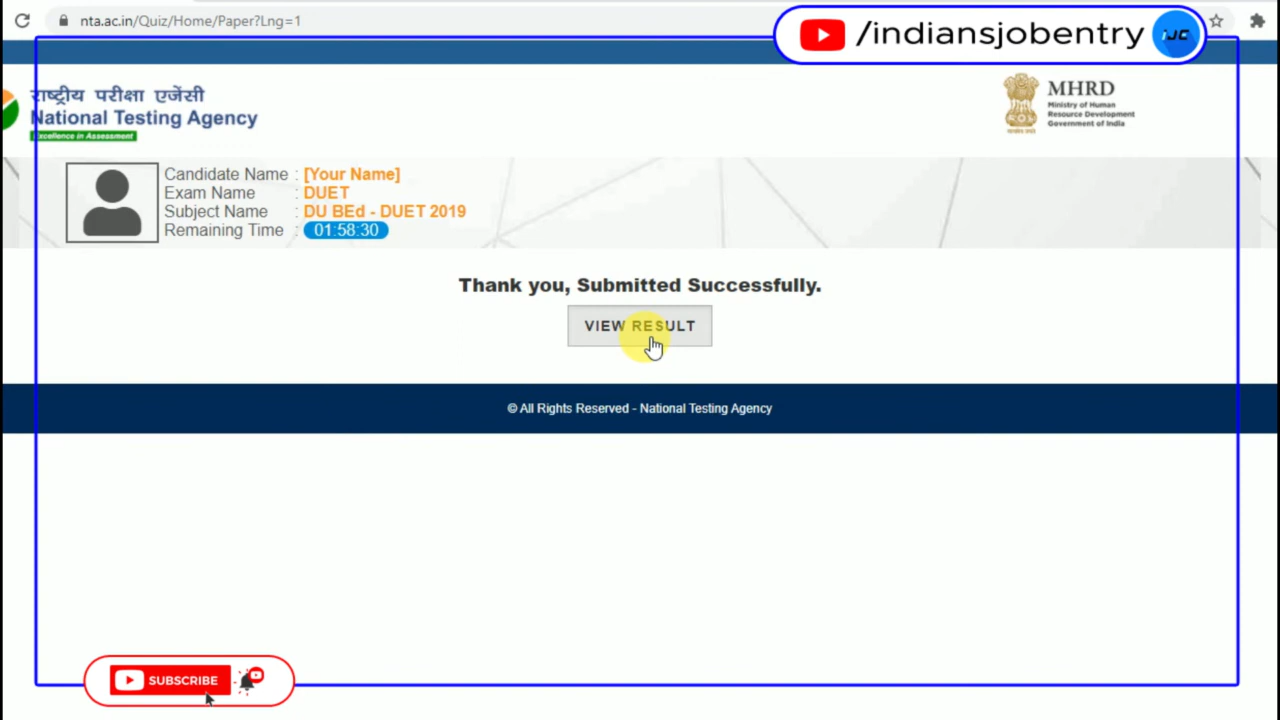 nta.ac.in/Quiz/Home/Paper?Lng=1
/indiansjobentry
IJC
राष्ट्रीय परीक्षा एजेंसी
National Testing Agency
Excellence in Assessment
MHRD
Ministry of Human
Resource Development
Government of India
Candidate Name : [Your Name]
Exam Name : DUET
Subject Name : DU BEd - DUET 2019
Remaining Time : 01:58:30
Thank you, Submitted Successfully.
VIEW RESULT
© All Rights Reserved - National Testing Agency
SUBSCRIBE